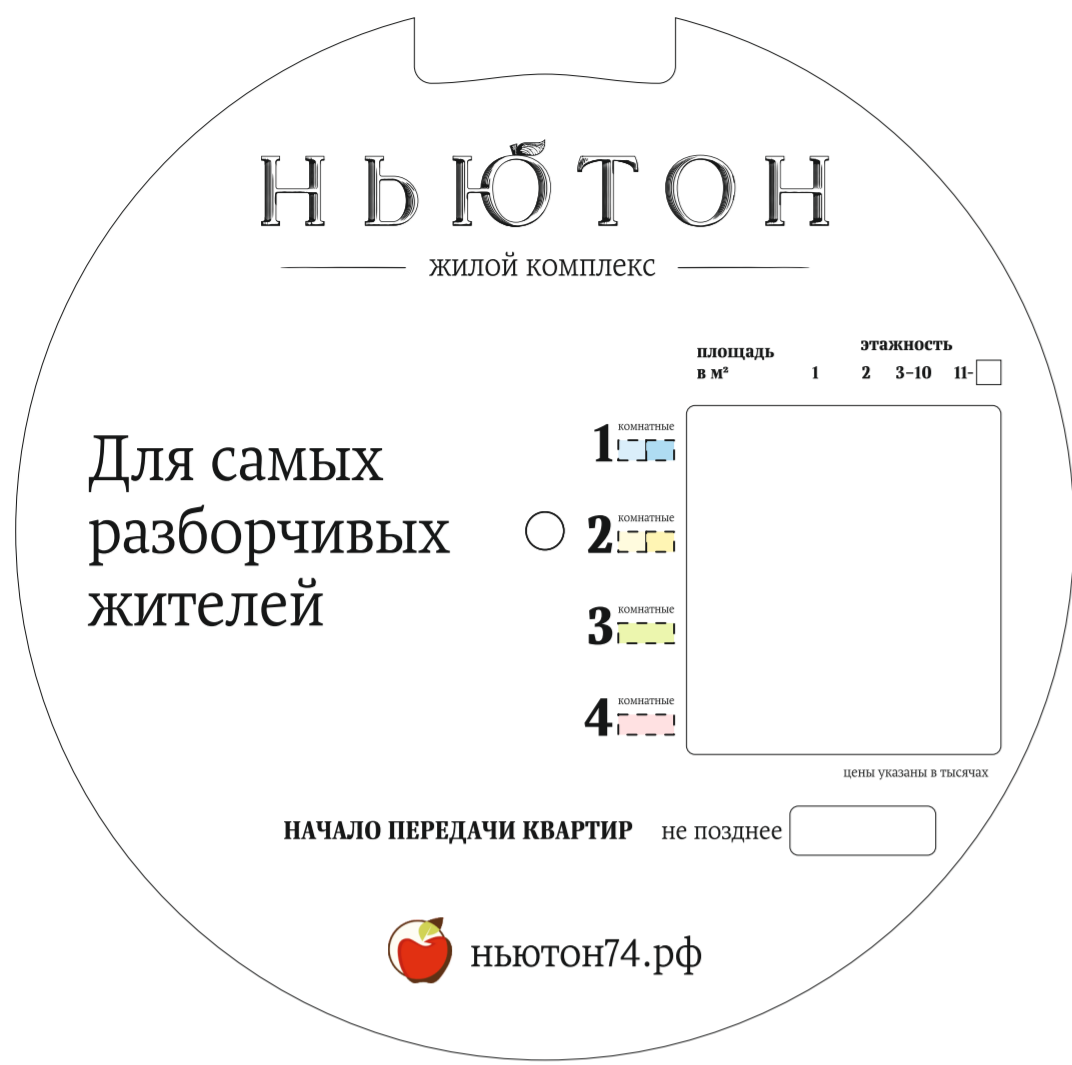 НЬЮТОН
жилой комплекс
площадь
в м²
этажность
1 2 3–10 11-
Для самых
разборчивых
жителей
1 комнатные
2 комнатные
3 комнатные
4 комнатные
цены указаны в тысячах
НАЧАЛО ПЕРЕДАЧИ КВАРТИР не позднее
ньютон74.рф